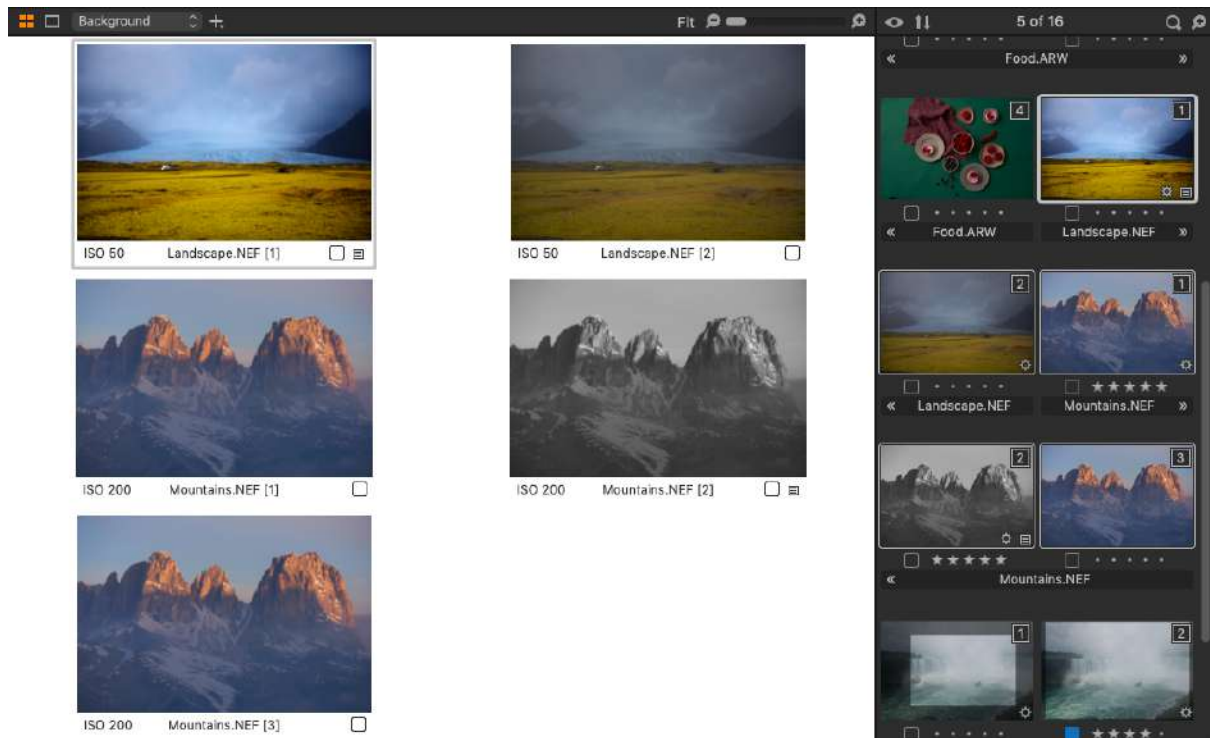 Background
Fit
5 of 16
ISO 50 Landscape.NEF [1]
ISO 50 Landscape.NEF [2]
ISO 200 Mountains.NEF [1]
ISO 200 Mountains.NEF [2]
ISO 200 Mountains.NEF [3]
Food.ARW
4
1
Food.ARW
Landscape.NEF
2
1
Landscape.NEF
Mountains.NEF
2
3
Mountains.NEF
1
2